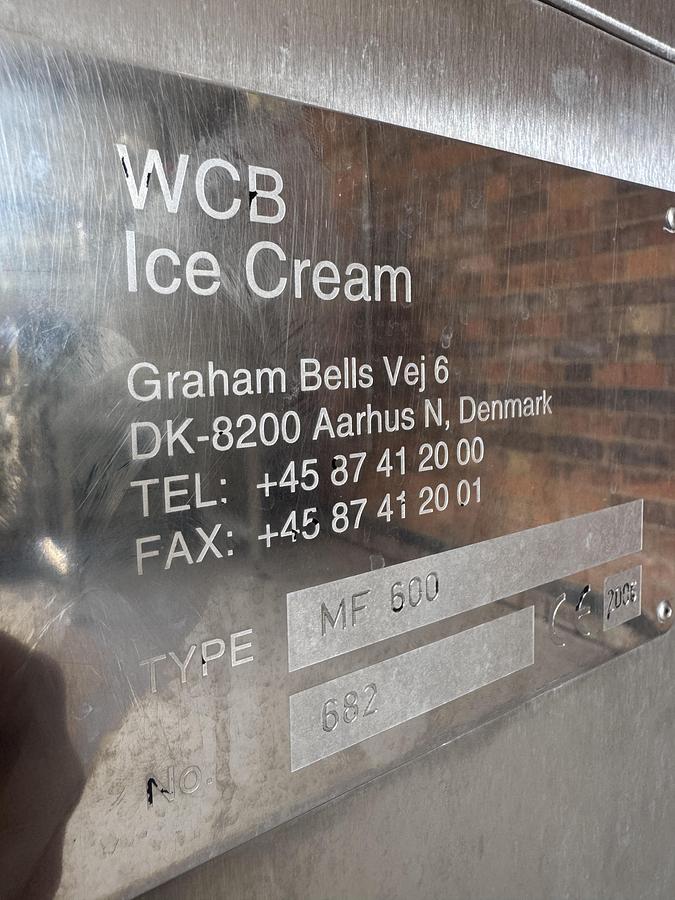 WCB
Ice Cream
Graham Bells Vej 6
DK-8200 Aarhus N, Denmark
TEL: +45 87 41 20 00
FAX: +45 87 41 20 01
TYPE MF 600
CE
No. 682